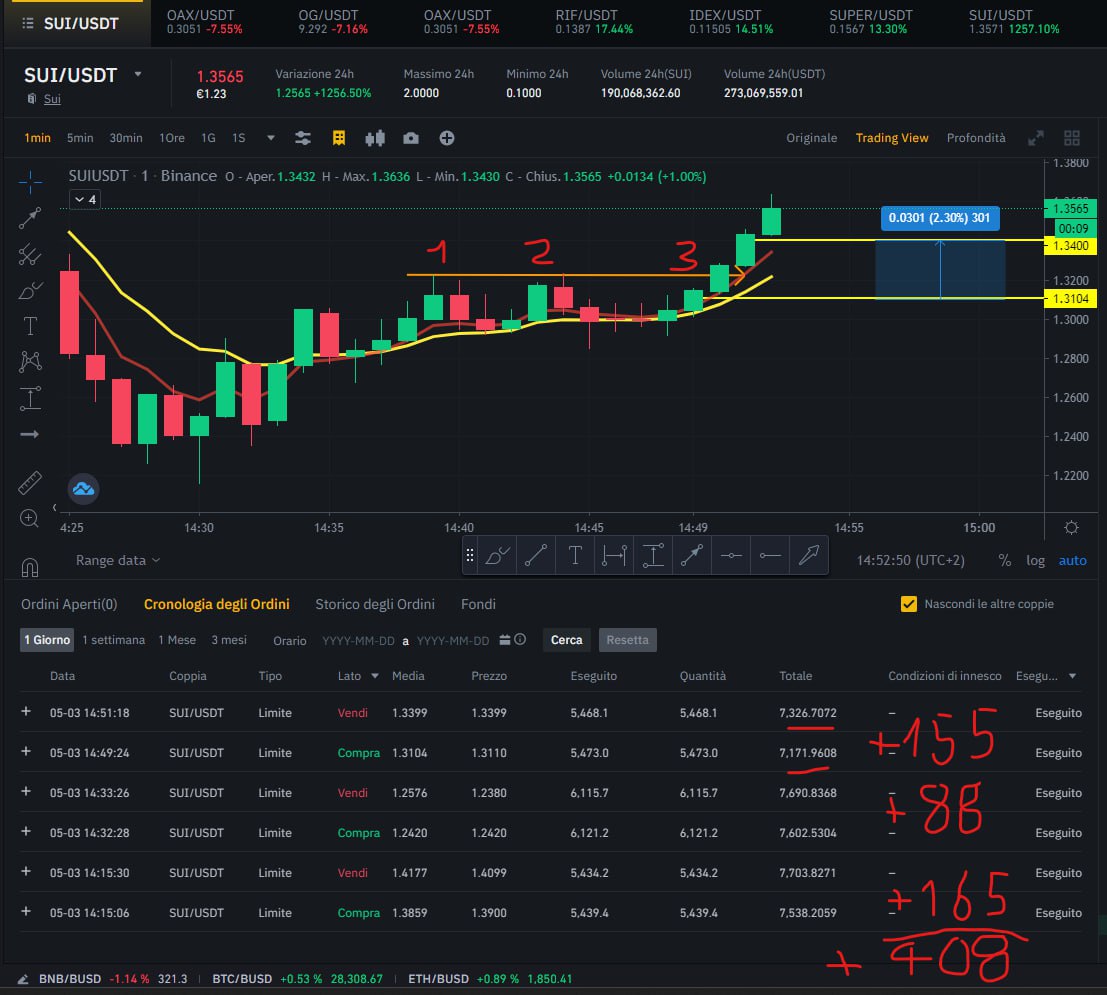 SUI/USDT
OAX/USDT OG/USDT OAX/USDT RIF/USDT IDEX/USDT SUPER/USDT SUI/USDT
0.3051 -7.55% 9.292 -7.16% 0.3051 -7.55% 0.1387 17.44% 0.11505 14.51% 0.1567 13.30% 1.3571 1257.10%
SUI/USDT 1.3565 Variazione 24h Massimo 24h Minimo 24h Volume 24h(SUI) Volume 24h(USDT)
Sui €1.23 1.2565 +1256.50% 2.0000 0.1000 190,068,362.60 273,069,559.01
1min 5min 30min 1Ore 1G 1S Originale Trading View Profondità
SUIUSDT · 1 · Binance O - Aper.1.3432 H - Max.1.3636 L - Min.1.3430 C - Chius.1.3565 +0.0134 (+1.00%)
1.3800
4
1.3565
0.0301 (2.30%) 301
00:09
1.3400
1 2 3
1.3200
1.3104
1.3000
1.2800
1.2600
1.2400
1.2200
4:25 14:30 14:35 14:40 14:45 14:49 14:55 15:00
Range data 14:52:50 (UTC+2) % log auto
Ordini Aperti(0) Cronologia degli Ordini Storico degli Ordini Fondi Nascondi le altre coppie
1 Giorno 1 settimana 1 Mese 3 mesi Orario YYYY-MM-DD a YYYY-MM-DD Cerca Resetta
Data Coppia Tipo Lato Media Prezzo Eseguito Quantità Totale Condizioni di innesco Esegu...
+ 05-03 14:51:18 SUI/USDT Limite Vendi 1.3399 1.3399 5,468.1 5,468.1 7,326.7072 – Eseguito
+155
+ 05-03 14:49:24 SUI/USDT Limite Compra 1.3104 1.3110 5,473.0 5,473.0 7,171.9608 – Eseguito
+ 05-03 14:33:26 SUI/USDT Limite Vendi 1.2576 1.2380 6,115.7 6,115.7 7,690.8368 – Eseguito
+88
+ 05-03 14:32:28 SUI/USDT Limite Compra 1.2420 1.2420 6,121.2 6,121.2 7,602.5304 – Eseguito
+ 05-03 14:15:30 SUI/USDT Limite Vendi 1.4177 1.4099 5,434.2 5,434.2 7,703.8271 – Eseguito
+165
+ 05-03 14:15:06 SUI/USDT Limite Compra 1.3859 1.3900 5,439.4 5,439.4 7,538.2059 – Eseguito
+ 408
BNB/BUSD -1.14 % 321.3 BTC/BUSD +0.53 % 28,308.67 ETH/BUSD +0.89 % 1,850.41